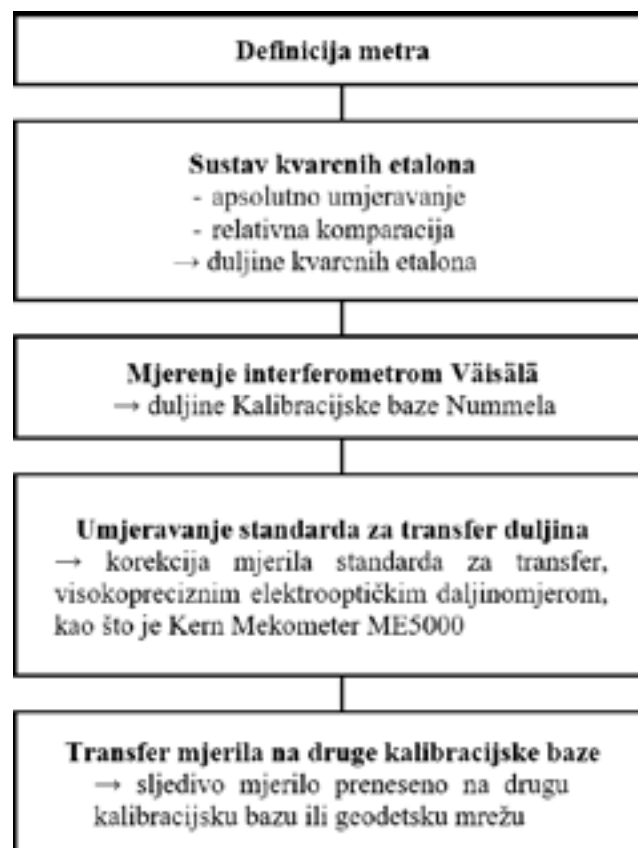 Definicija metra
Sustav kvarcnih etalona
- apsolutno umjeravanje
- relativna komparacija
→ duljine kvarcnih etalona
Mjerenje interferometrom Väisälä
→ duljine Kalibracijske baze Nummela
Umjeravanje standarda za transfer duljina
→ korekcija mjerila standarda za transfer,
visokopreciznim elektrooptičkim daljinomjerom,
kao što je Kern Mekometer ME5000
Transfer mjerila na druge kalibracijske baze
→ sljedivo mjerilo preneseno na drugu
kalibracijsku bazu ili geodetsku mrežu